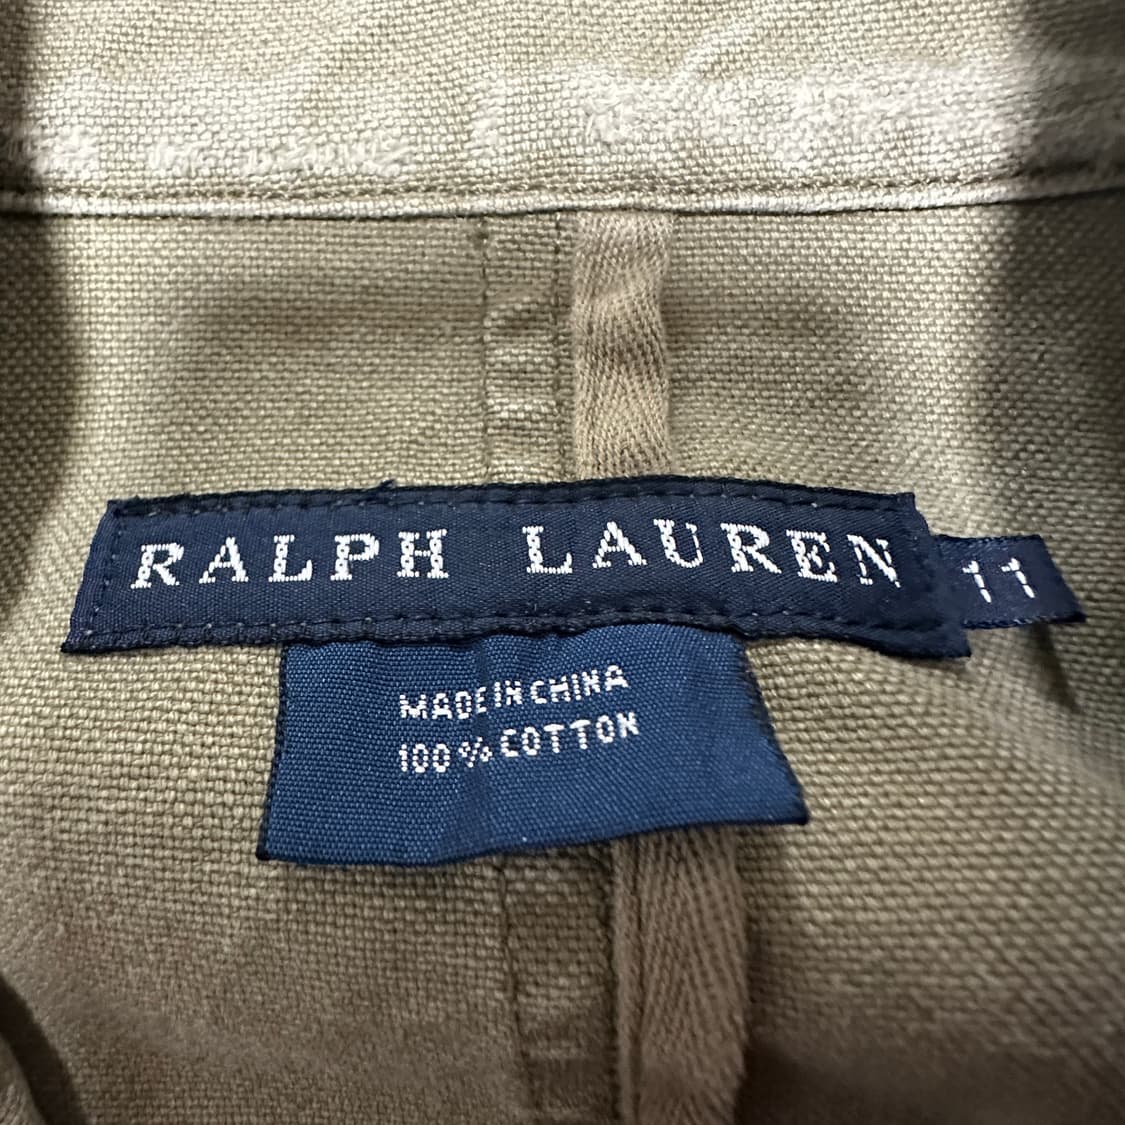 RALPH LAUREN
11
MADE IN CHINA
100% COTTON